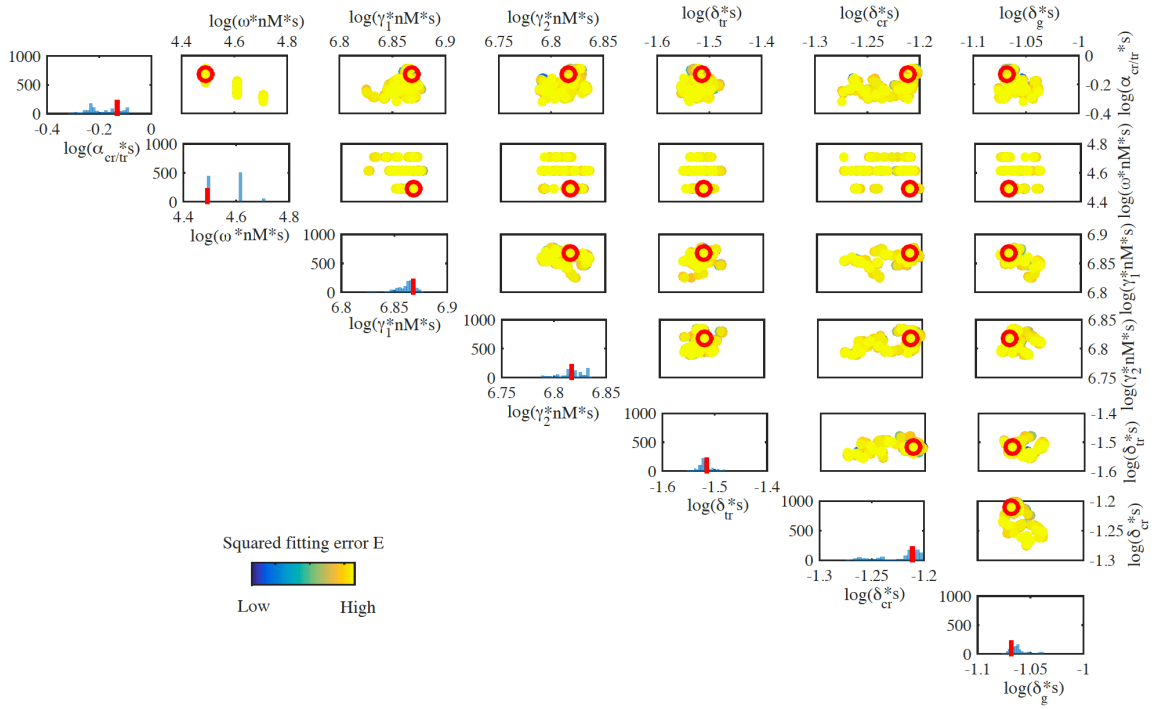 log(ω*nM*s) log(γ1*nM*s) log(γ2*nM*s) log(δtr*s) log(δcr*s) log(δg*s)
4.4 4.6 4.8 6.8 6.85 6.9 6.75 6.8 6.85 -1.6 -1.5 -1.4 -1.3 -1.25 -1.2 -1.1 -1.05 -1
1000
500
0
-0.4 -0.2 0
log(αcr/tr*s)
0
-0.2
-0.4
log(αcr/tr*s)
1000
500
0
4.4 4.6 4.8
log(ω*nM*s)
4.8
4.6
4.4
log(ω*nM*s)
1000
500
0
6.8 6.85 6.9
log(γ1*nM*s)
6.9
6.85
6.8
log(γ1*nM*s)
1000
500
0
6.75 6.8 6.85
log(γ2*nM*s)
6.85
6.8
6.75
log(γ2*nM*s)
1000
500
0
-1.6 -1.5 -1.4
log(δtr*s)
-1.4
-1.5
-1.6
log(δtr*s)
1000
500
0
-1.3 -1.25 -1.2
log(δcr*s)
-1.2
-1.25
-1.3
log(δcr*s)
Squared fitting error E
Low High
1000
500
0
-1.1 -1.05 -1
log(δg*s)